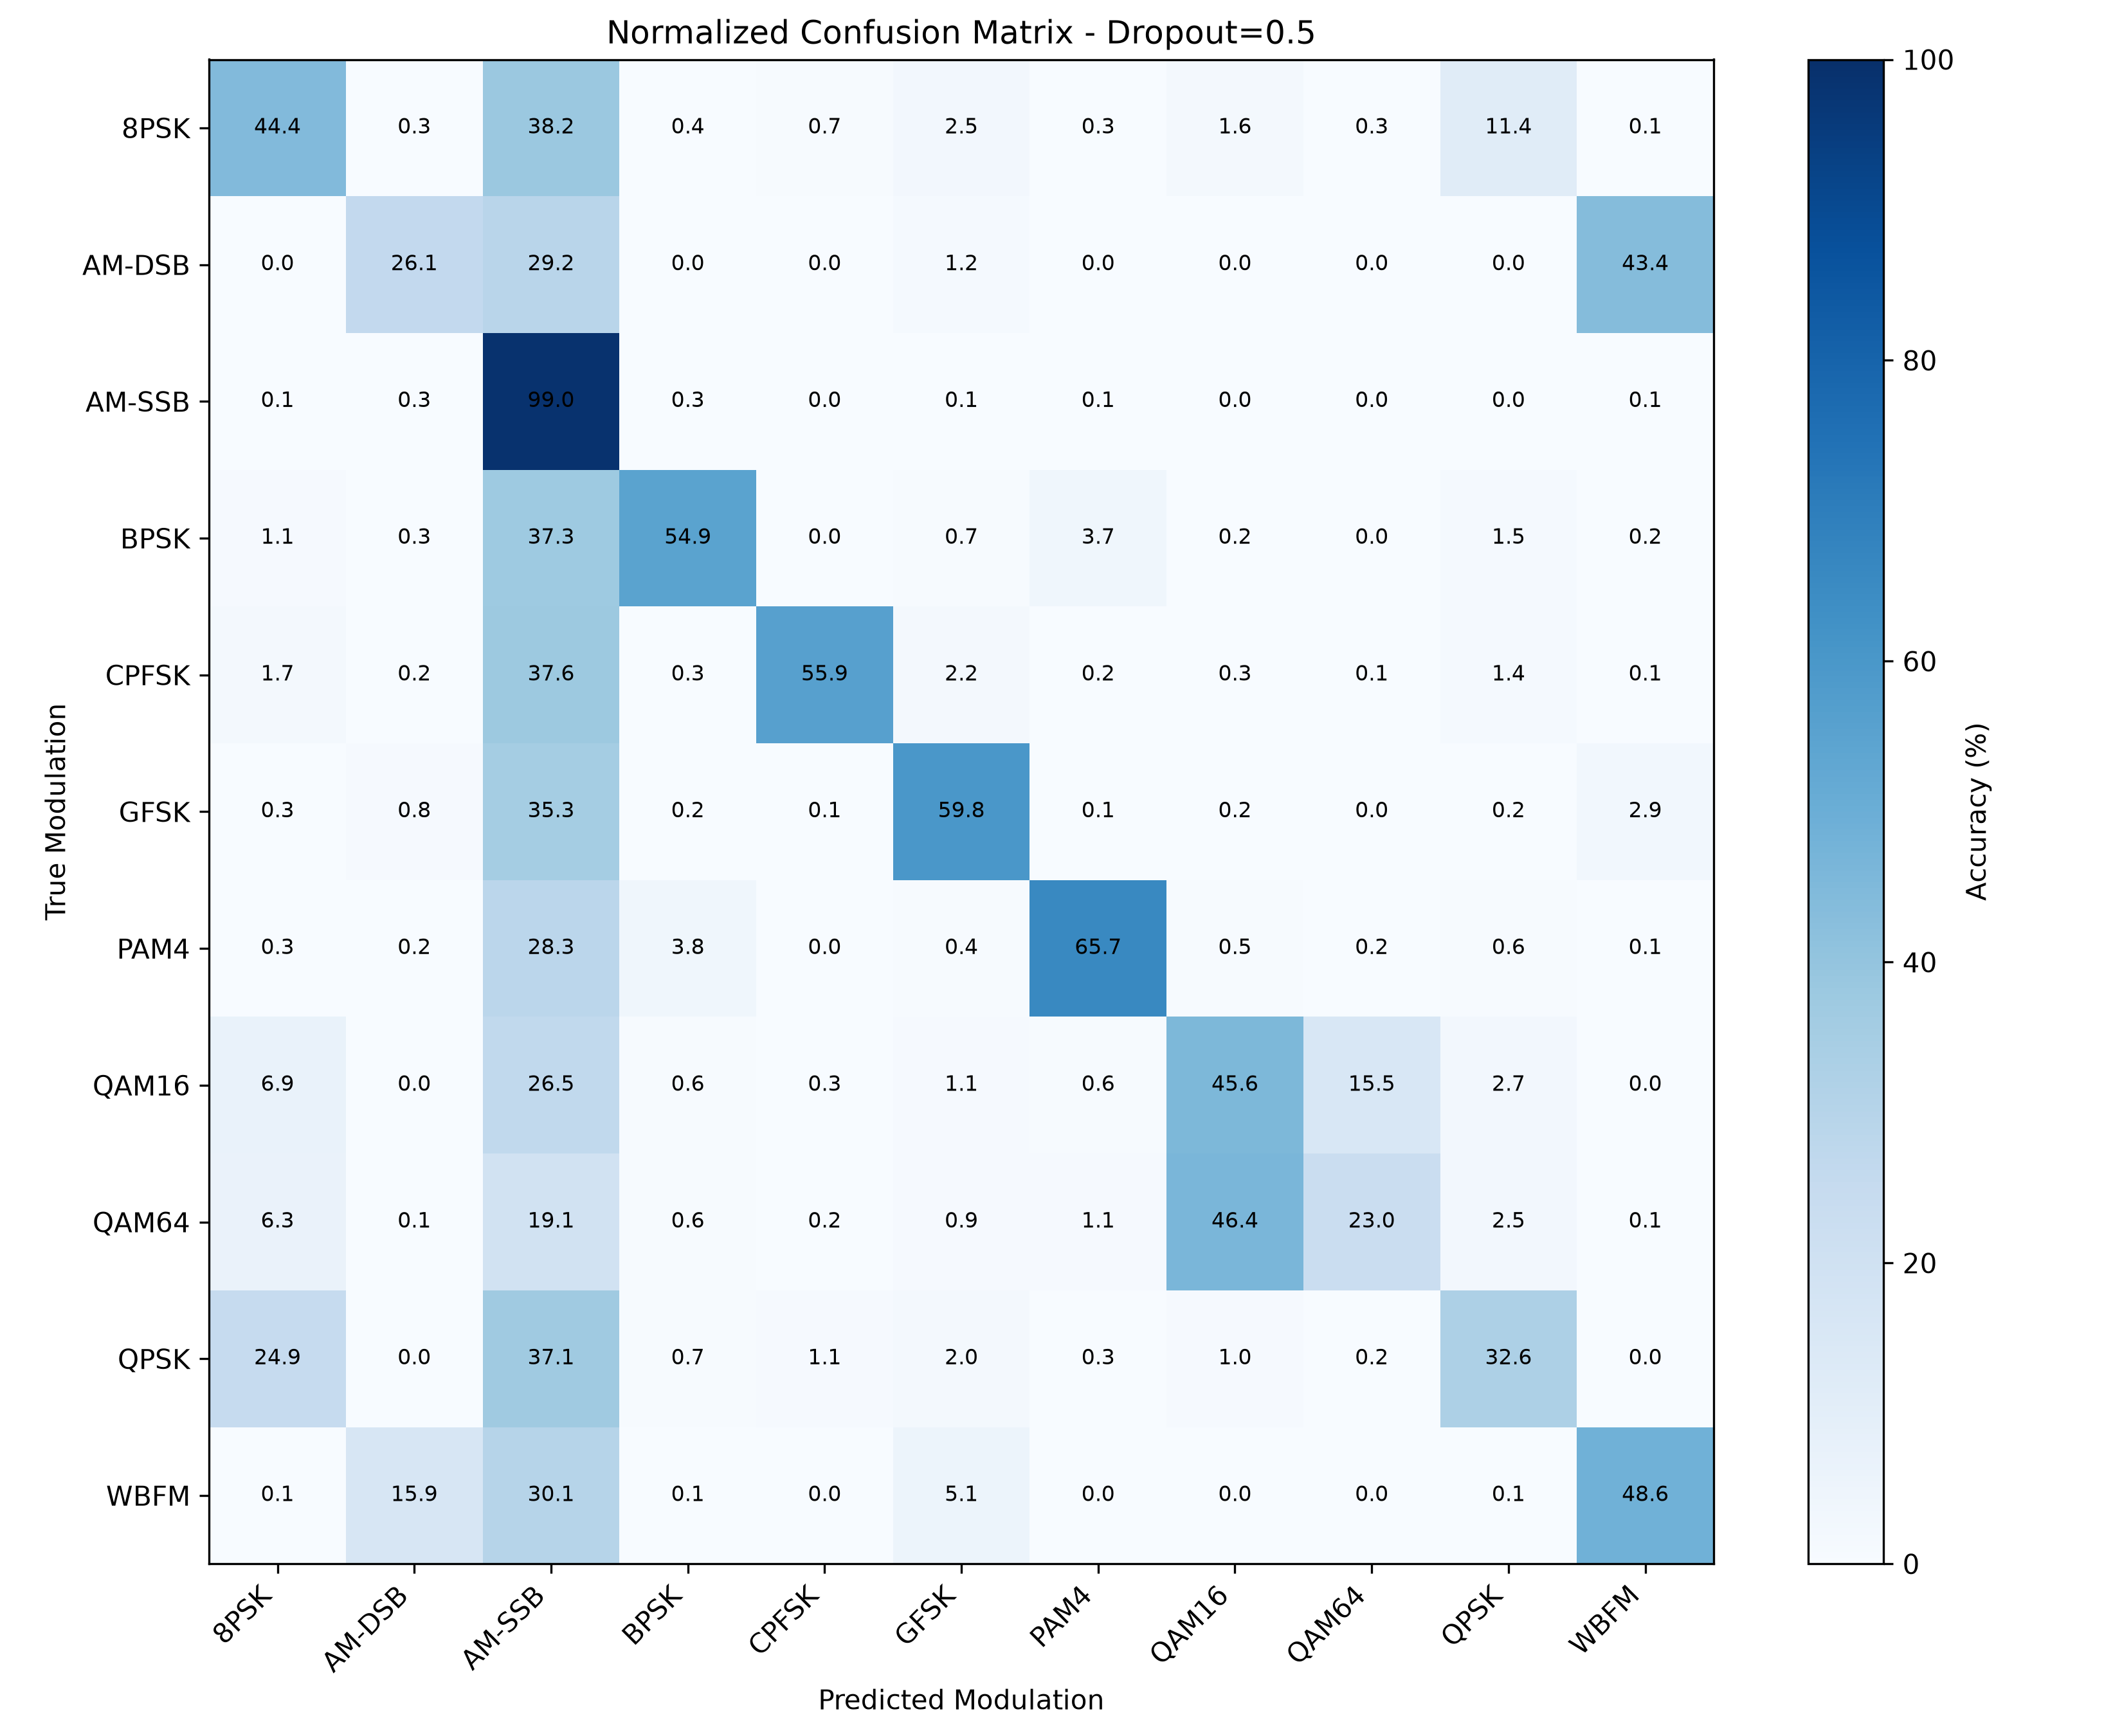 Normalized Confusion Matrix - Dropout=0.5
8PSK 44.4 0.3 38.2 0.4 0.7 2.5 0.3 1.6 0.3 11.4 0.1
AM-DSB 0.0 26.1 29.2 0.0 0.0 1.2 0.0 0.0 0.0 0.0 43.4
AM-SSB 0.1 0.3 99.0 0.3 0.0 0.1 0.1 0.0 0.0 0.0 0.1
BPSK 1.1 0.3 37.3 54.9 0.0 0.7 3.7 0.2 0.0 1.5 0.2
CPFSK 1.7 0.2 37.6 0.3 55.9 2.2 0.2 0.3 0.1 1.4 0.1
GFSK 0.3 0.8 35.3 0.2 0.1 59.8 0.1 0.2 0.0 0.2 2.9
PAM4 0.3 0.2 28.3 3.8 0.0 0.4 65.7 0.5 0.2 0.6 0.1
QAM16 6.9 0.0 26.5 0.6 0.3 1.1 0.6 45.6 15.5 2.7 0.0
QAM64 6.3 0.1 19.1 0.6 0.2 0.9 1.1 46.4 23.0 2.5 0.1
QPSK 24.9 0.0 37.1 0.7 1.1 2.0 0.3 1.0 0.2 32.6 0.0
WBFM 0.1 15.9 30.1 0.1 0.0 5.1 0.0 0.0 0.0 0.1 48.6
8PSK AM-DSB AM-SSB BPSK CPFSK GFSK PAM4 QAM16 QAM64 QPSK WBFM
Predicted Modulation
True Modulation
100
80
60
40
20
0
Accuracy (%)